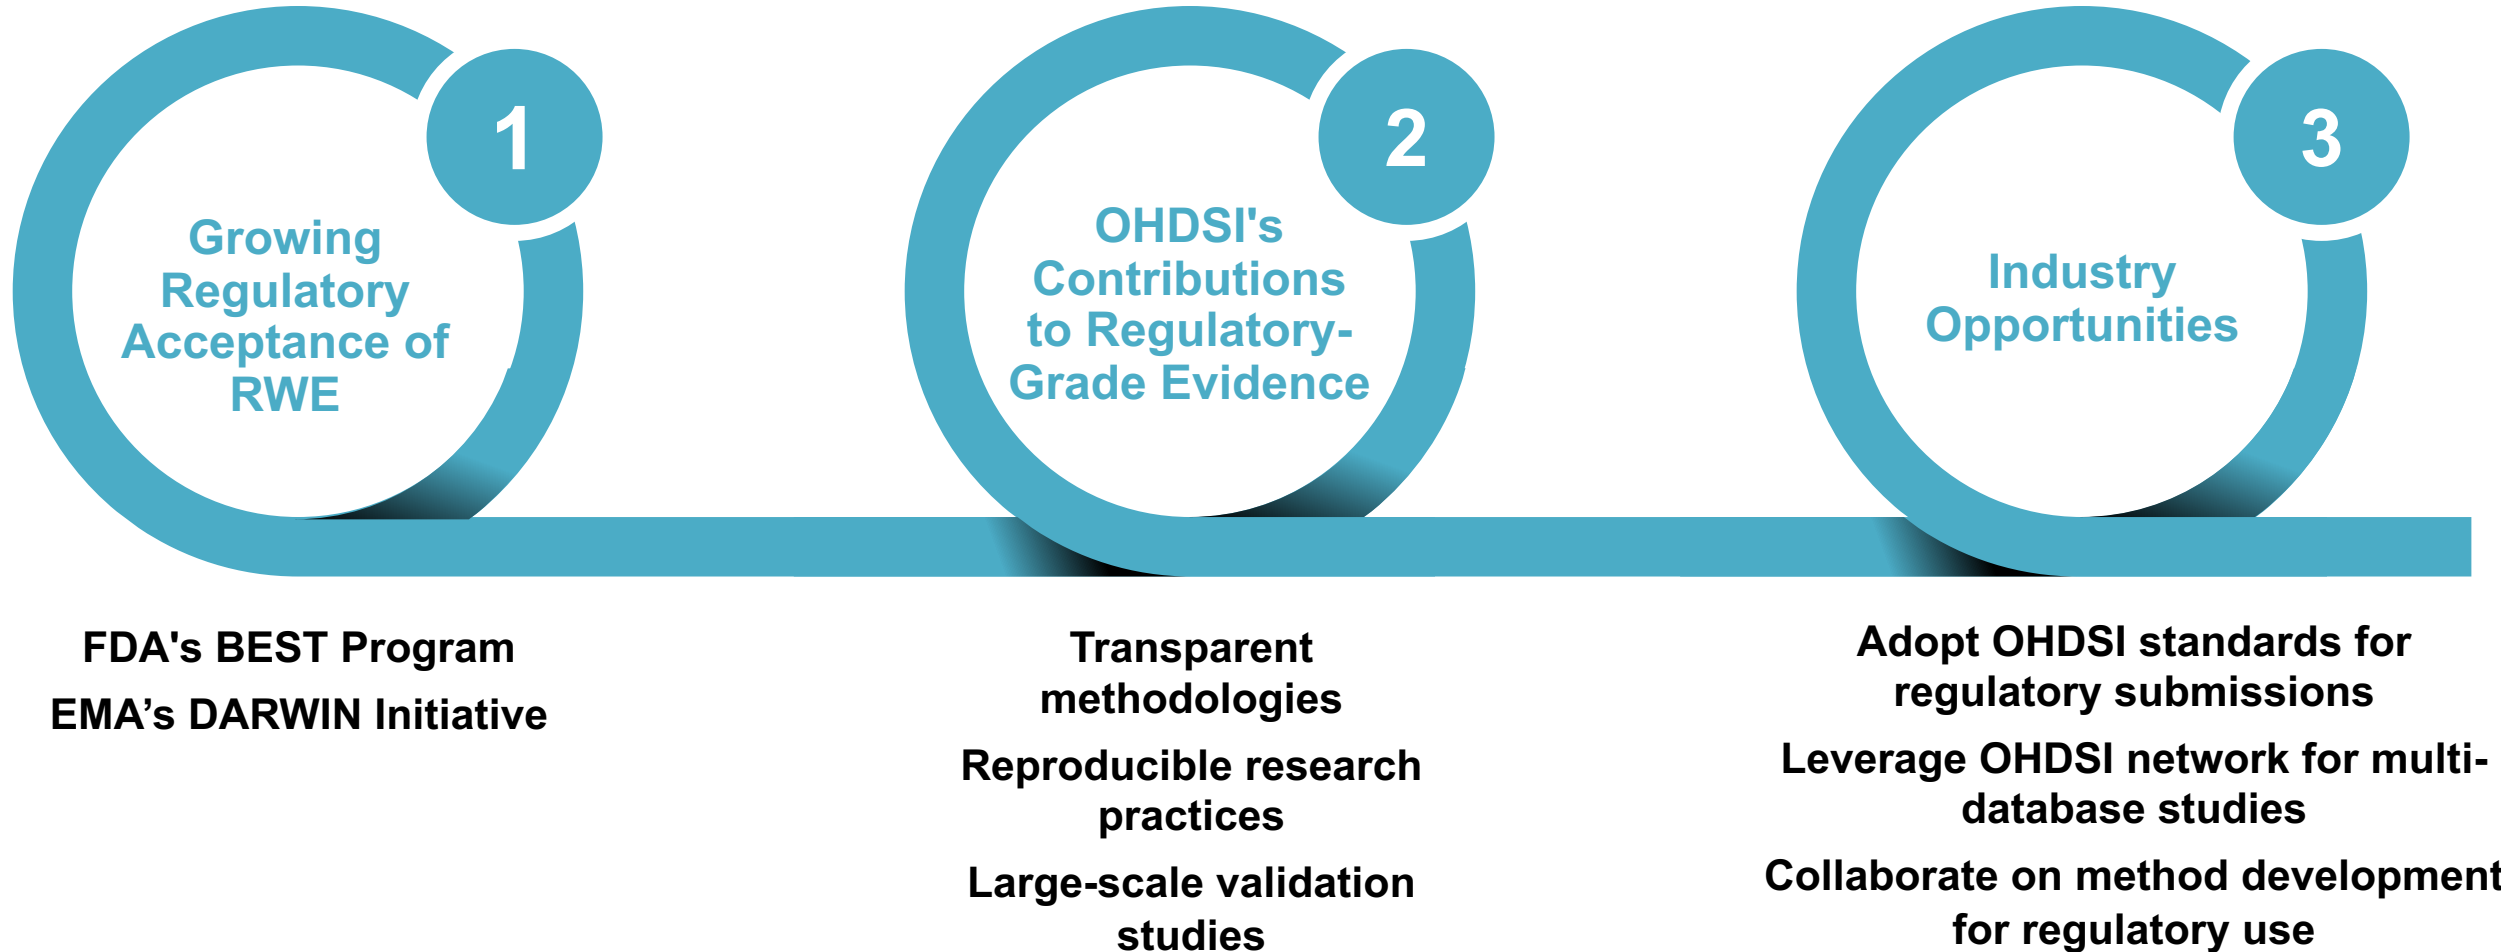 1
Growing
Regulatory
Acceptance of
RWE
FDA's BEST Program
EMA’s DARWIN Initiative
2
OHDSI's
Contributions
to Regulatory-
Grade Evidence
Transparent
methodologies
Reproducible research
practices
Large-scale validation
studies
3
Industry
Opportunities
Adopt OHDSI standards for
regulatory submissions
Leverage OHDSI network for multi-
database studies
Collaborate on method development
for regulatory use